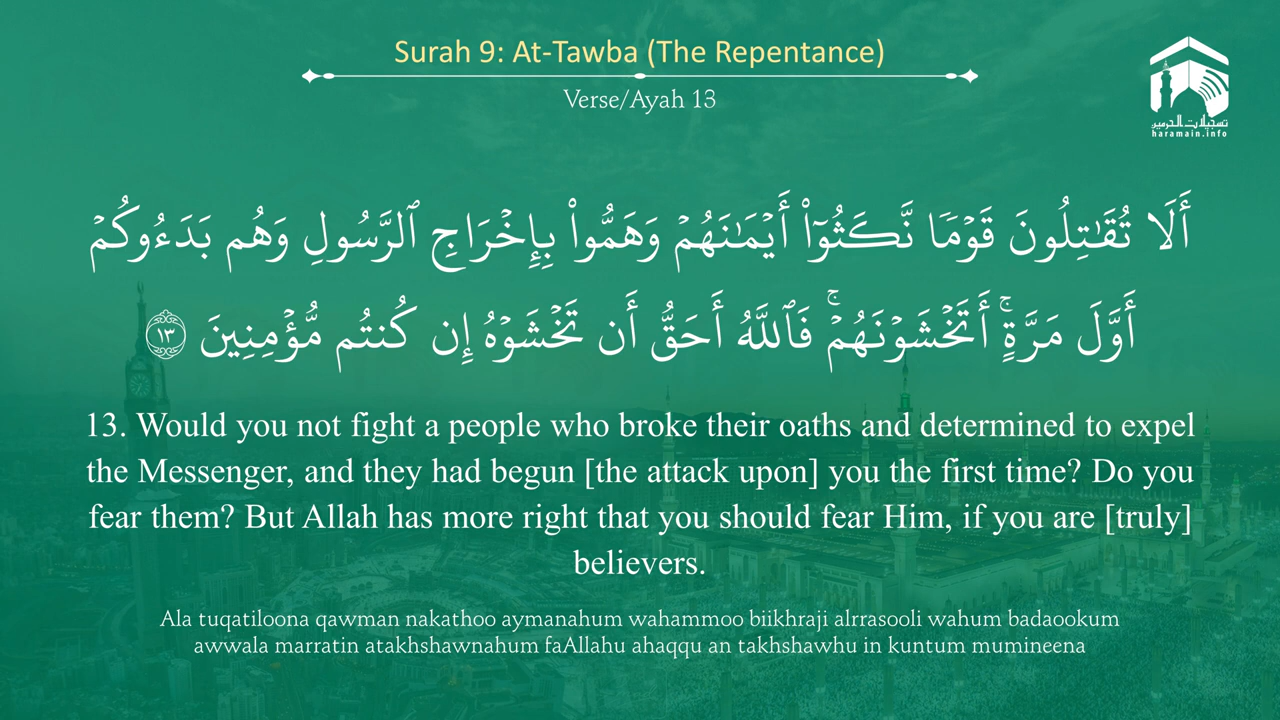 Surah 9: At-Tawba (The Repentance)
Verse/Ayah 13
تسجيلات الحرمين
haramain.info
أَلَا تُقَٰتِلُونَ قَوۡمٗا نَّكَثُوٓاْ أَيۡمَٰنَهُمۡ وَهَمُّواْ بِإِخۡرَاجِ ٱلرَّسُولِ وَهُم بَدَءُوكُمۡ
أَوَّلَ مَرَّةٍۚ أَتَخۡشَوۡنَهُمۡۚ فَٱللَّهُ أَحَقُّ أَن تَخۡشَوۡهُ إِن كُنتُم مُّؤۡمِنِينَ ١٣
13. Would you not fight a people who broke their oaths and determined to expel
the Messenger, and they had begun [the attack upon] you the first time? Do you
fear them? But Allah has more right that you should fear Him, if you are [truly]
believers.
Ala tuqatiloona qawman nakathoo aymanahum wahammoo biikhraji alrrasooli wahum badaookum
awwala marratin atakhshawnahum faAllahu ahaqqu an takhshawhu in kuntum mumineena